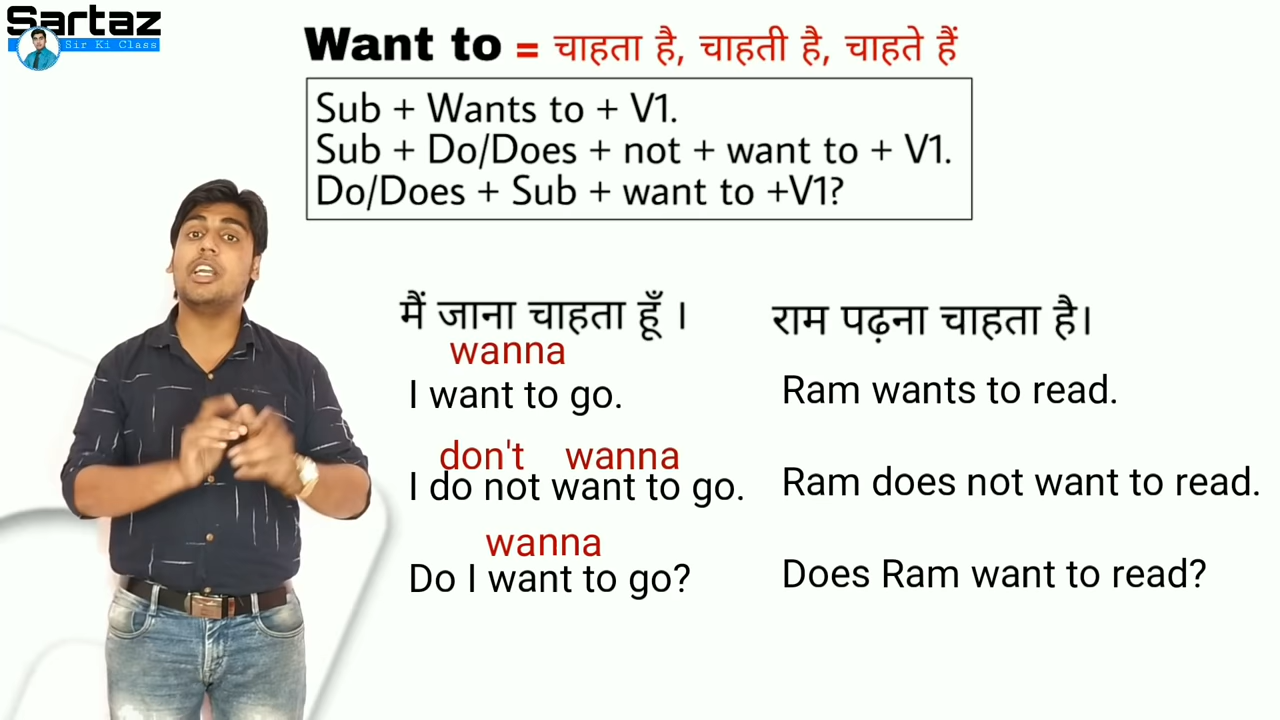 Sartaz
Sir Ki Class
Want to = चाहता है, चाहती है, चाहते हैं
Sub + Wants to + V1.
Sub + Do/Does + not + want to + V1.
Do/Does + Sub + want to +V1?
मैं जाना चाहता हूँ ।
wanna
I want to go.
don't wanna
I do not want to go.
wanna
Do I want to go?
राम पढ़ना चाहता है।
Ram wants to read.
Ram does not want to read.
Does Ram want to read?